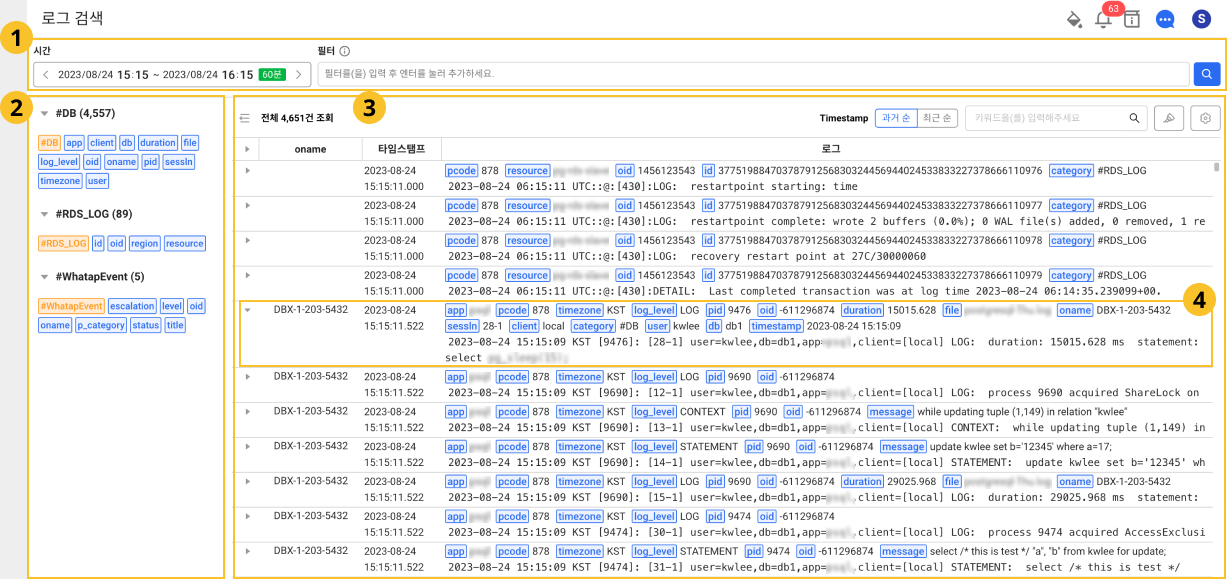 로그 검색
63
S
1
시간
필터
2023/08/24 15:15 ~ 2023/08/24 16:15 60분
필터를(을) 입력 후 엔터를 눌러 추가하세요.
2
#DB (4,557)
#DB app client db duration file
log_level oid oname pid sessIn
timezone user
#RDS_LOG (89)
#RDS_LOG id oid region resource
#WhatapEvent (5)
#WhatapEvent escalation level oid
oname p_category status title
전체 4,651건 조회
3
Timestamp 과거 순 최근 순
키워드을(를) 입력해주세요
oname 타임스탬프 로그
2023-08-24 pcode 878 resource oid 1456123543 id 37751988470378791256830324456944024533833227378666110976 category #RDS_LOG
15:15:11.000 2023-08-24 06:15:11 UTC::@:[430]:LOG: restartpoint starting: time
2023-08-24 pcode 878 resource oid 1456123543 id 37751988470378791256830324456944024533833227378666110977 category #RDS_LOG
15:15:11.000 2023-08-24 06:15:11 UTC::@:[430]:LOG: restartpoint complete: wrote 2 buffers (0.0%); 0 WAL file(s) added, 0 removed, 1 re
2023-08-24 pcode 878 resource oid 1456123543 id 37751988470378791256830324456944024533833227378666110978 category #RDS_LOG
15:15:11.000 2023-08-24 06:15:11 UTC::@:[430]:LOG: recovery restart point at 27C/30000060
2023-08-24 pcode 878 resource oid 1456123543 id 37751988470378791256830324456944024533833227378666110979 category #RDS_LOG
15:15:11.000 2023-08-24 06:15:11 UTC::@:[430]:DETAIL: Last completed transaction was at log time 2023-08-24 06:14:35.239099+00.
4
DBX-1-203-5432 2023-08-24 app pcode 878 timezone KST log_level LOG pid 9476 oid -611296874 duration 15015.628 file oname DBX-1-203-5432
15:15:11.522 sessIn 28-1 client local category #DB user kwlee db db1 timestamp 2023-08-24 15:15:09
2023-08-24 15:15:09 KST [9476]: [28-1] user=kwlee,db=db1,app= ,client=[local] LOG: duration: 15015.628 ms statement:
select pg_sleep(15);
DBX-1-203-5432 2023-08-24 app pcode 878 timezone KST log_level LOG pid 9690 oid -611296874
15:15:11.522 2023-08-24 15:15:09 KST [9690]: [12-1] user=kwlee,db=db1,app= ,client=[local] LOG: process 9690 acquired ShareLock on
DBX-1-203-5432 2023-08-24 app pcode 878 timezone KST log_level CONTEXT pid 9690 oid -611296874 message while updating tuple (1,149) in relation "kwlee"
15:15:11.522 2023-08-24 15:15:09 KST [9690]: [13-1] user=kwlee,db=db1,app= ,client=[local] CONTEXT: while updating tuple (1,149) in
DBX-1-203-5432 2023-08-24 app pcode 878 timezone KST log_level STATEMENT pid 9690 oid -611296874 message update kwlee set b='12345' where a=17;
15:15:11.522 2023-08-24 15:15:09 KST [9690]: [14-1] user=kwlee,db=db1,app= ,client=[local] STATEMENT: update kwlee set b='12345' wh
DBX-1-203-5432 2023-08-24 app pcode 878 timezone KST log_level LOG pid 9690 oid -611296874 duration 29025.968 file oname DBX-1-203-5432
15:15:11.522 2023-08-24 15:15:09 KST [9690]: [15-1] user=kwlee,db=db1,app= ,client=[local] LOG: duration: 29025.968 ms statement:
DBX-1-203-5432 2023-08-24 app pcode 878 timezone KST log_level LOG pid 9474 oid -611296874
15:15:11.522 2023-08-24 15:15:09 KST [9474]: [30-1] user=kwlee,db=db1,app= ,client=[local] LOG: process 9474 acquired AccessExclusi
DBX-1-203-5432 2023-08-24 app pcode 878 timezone KST log_level STATEMENT pid 9474 oid -611296874 message select /* this is test */ "a", "b" from kwlee for update;
15:15:11.522 2023-08-24 15:15:09 KST [9474]: [31-1] user=kwlee,db=db1,app= ,client=[local] STATEMENT: select /* this is test */